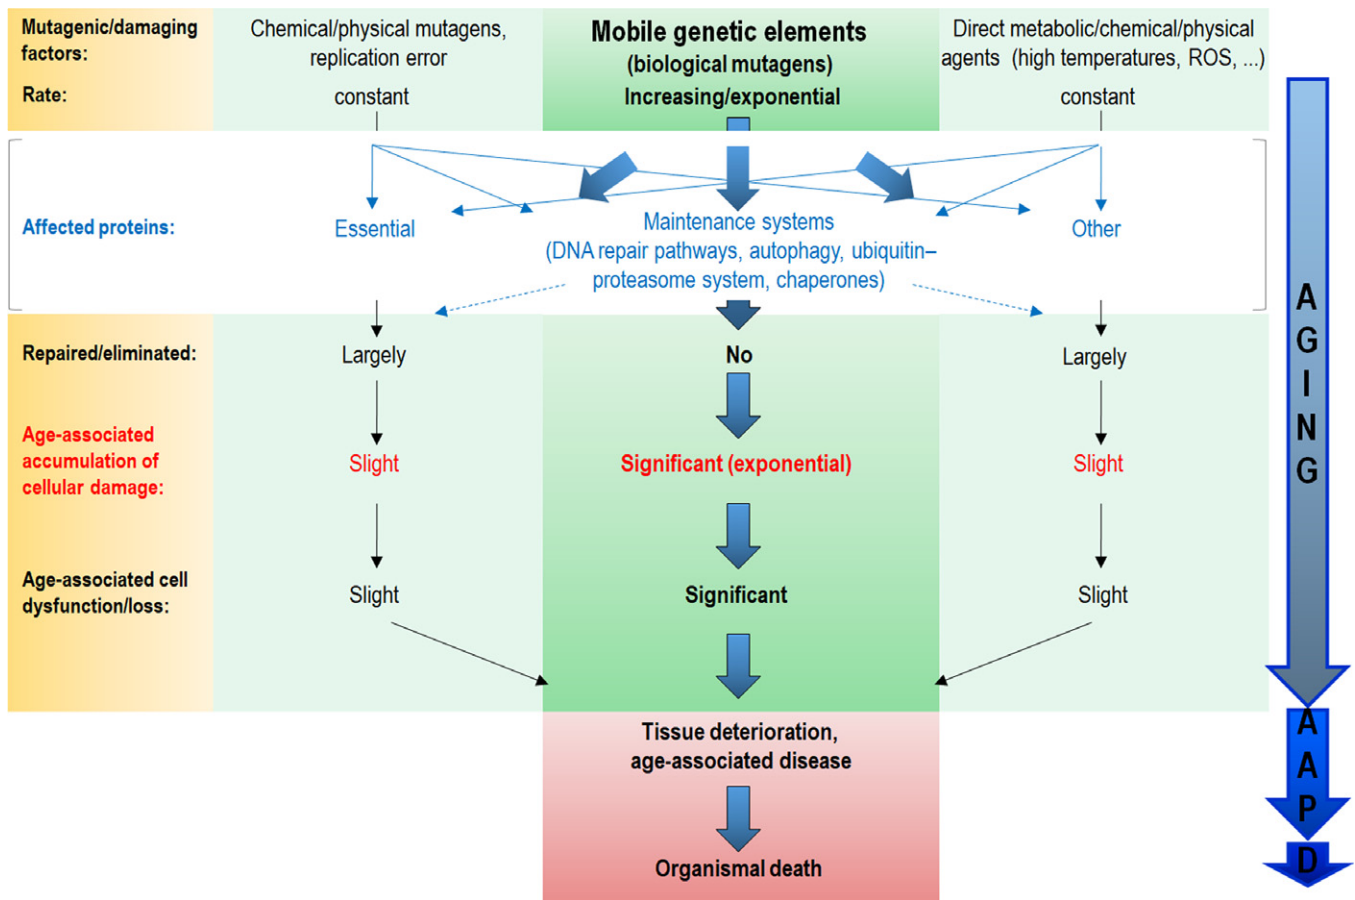 Mutagenic/damaging
factors:
Chemical/physical mutagens,
replication error
Mobile genetic elements
(biological mutagens)
Direct metabolic/chemical/physical
agents (high temperatures, ROS, ...)
Rate:
constant
Increasing/exponential
constant
Affected proteins:
Essential
Maintenance systems
(DNA repair pathways, autophagy, ubiquitin–
proteasome system, chaperones)
Other
Repaired/eliminated:
Largely
No
Largely
Age-associated
accumulation of
cellular damage:
Slight
Significant (exponential)
Slight
Age-associated cell
dysfunction/loss:
Slight
Significant
Slight
Tissue deterioration,
age-associated disease
Organismal death
AGING
AAP
D